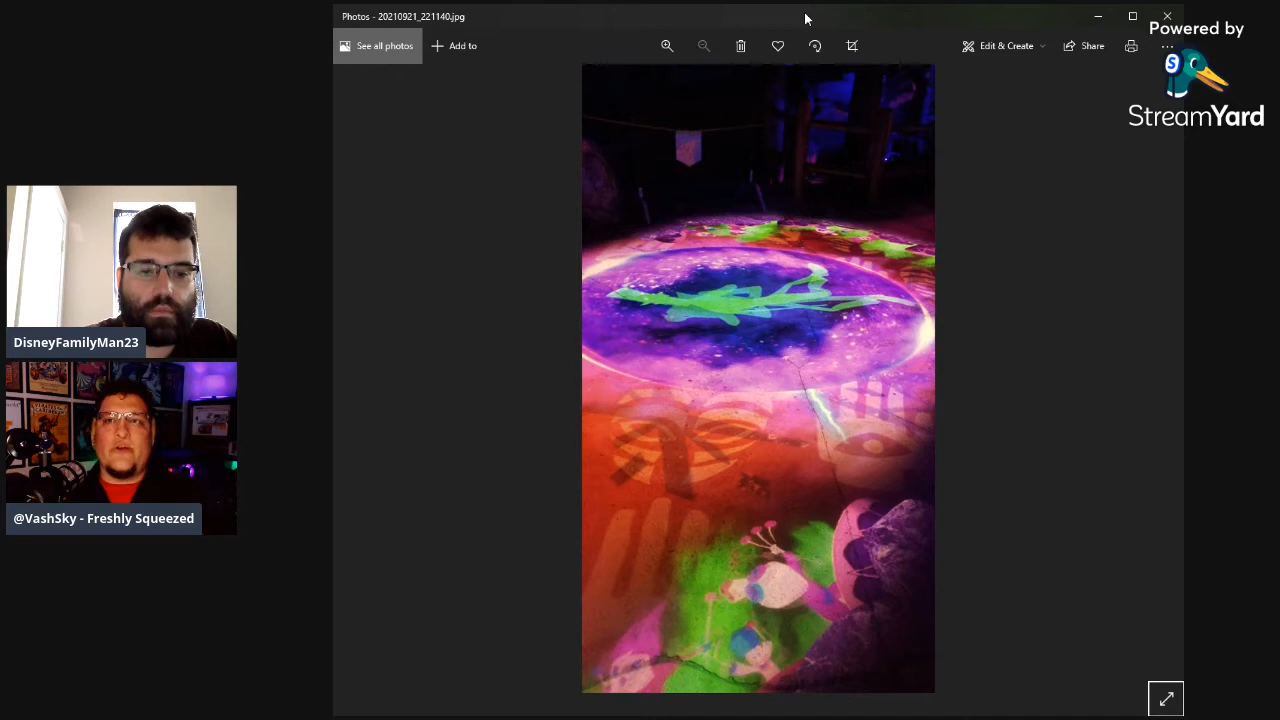 Photos - 20210921_221140.jpg
See all photos
Add to
Edit & Create
Share
Powered by
S
StreamYard
DisneyFamilyMan23
@VashSky - Freshly Squeezed